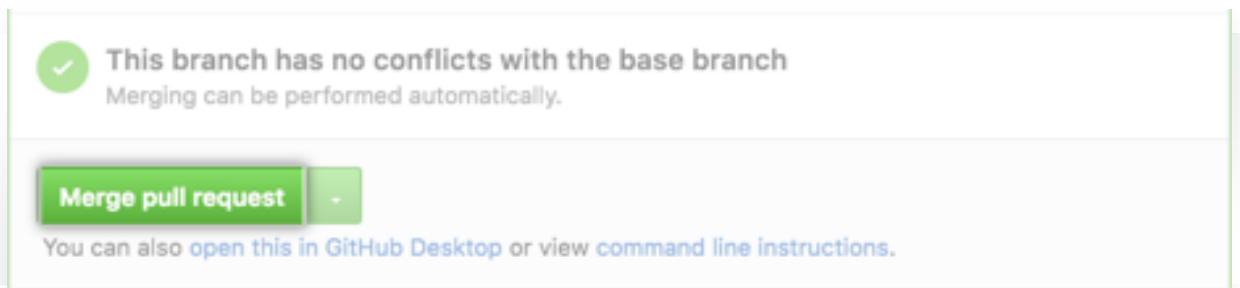 This branch has no conflicts with the base branch
Merging can be performed automatically.
Merge pull request
You can also open this in GitHub Desktop or view command line instructions.